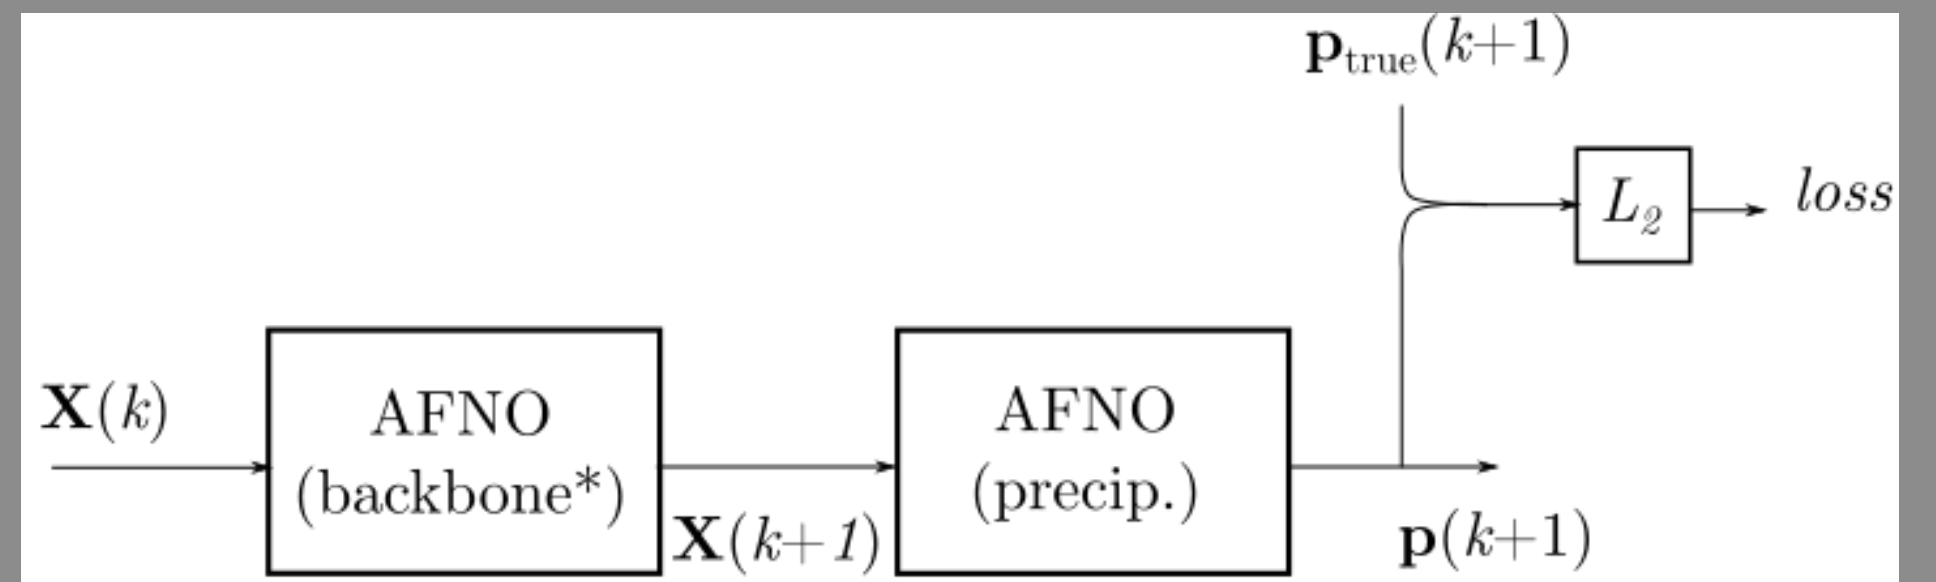 p_true(k+1)
L_2
loss
X(k)
AFNO
(backbone*)
X(k+1)
AFNO
(precip.)
p(k+1)